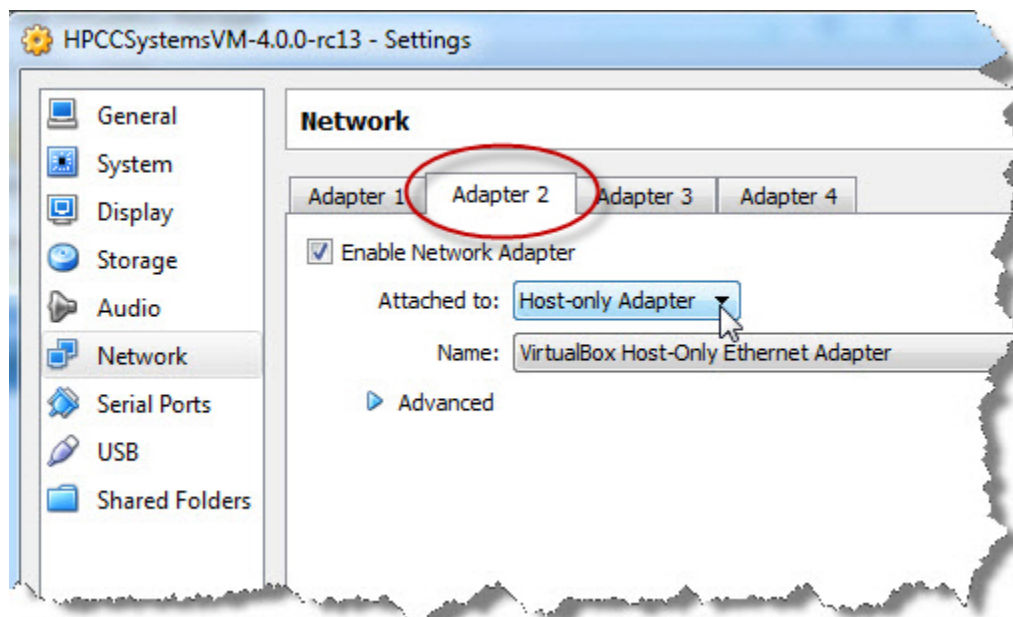 HPCCSystemsVM-4.0.0-rc13 - Settings
General
System
Display
Storage
Audio
Network
Serial Ports
USB
Shared Folders
Network
Adapter 1 Adapter 2 Adapter 3 Adapter 4
Enable Network Adapter
Attached to: Host-only Adapter
Name: VirtualBox Host-Only Ethernet Adapter
Advanced